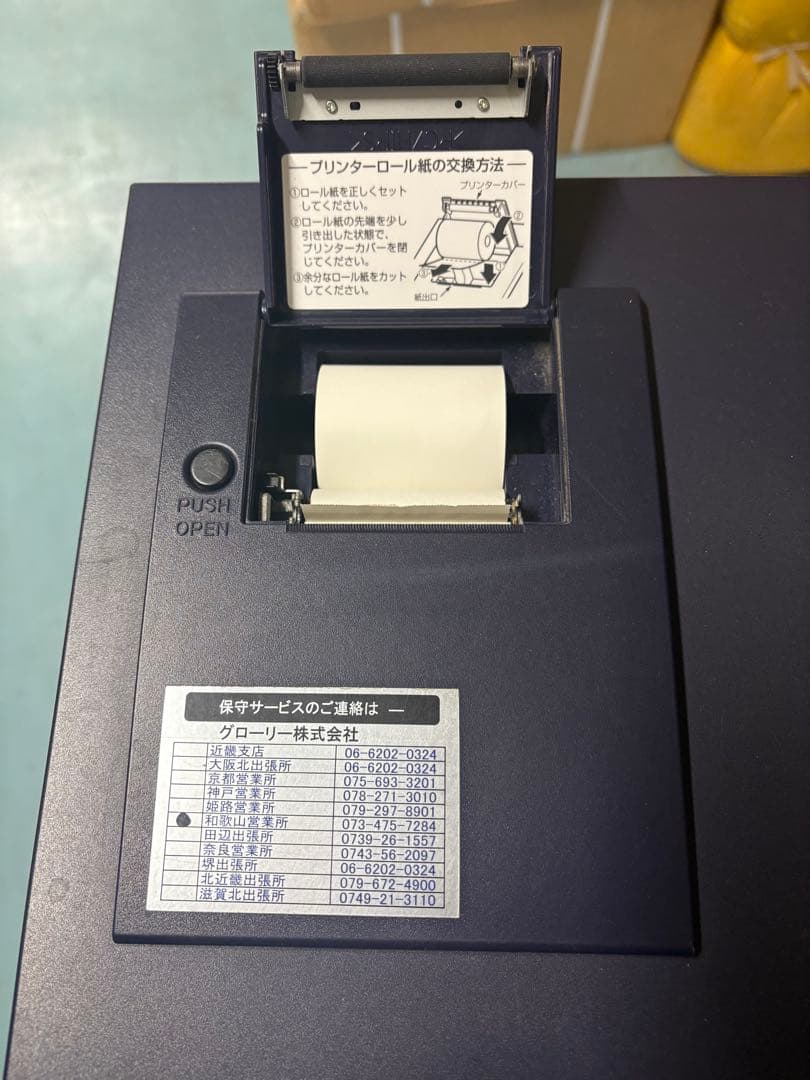 プリンターロール紙の交換方法
①ロール紙を正しくセット
してください。
②ロール紙の先端を少し
引き出した状態で、
プリンターカバーを閉
じてください。
③余分なロール紙をカット
してください。
プリンターカバー
②
③
①
紙出口
PUSH
OPEN
保守サービスのご連絡は ―
グローリー株式会社
近畿支店 06-6202-0324
大阪北出張所 06-6202-0324
京都営業所 075-693-3201
神戸営業所 078-271-3010
姫路営業所 079-297-8901
和歌山営業所 073-475-7284
田辺出張所 0739-26-1557
奈良営業所 0743-56-2097
堺出張所 06-6202-0324
北近畿出張所 079-672-4900
滋賀北出張所 0749-21-3110